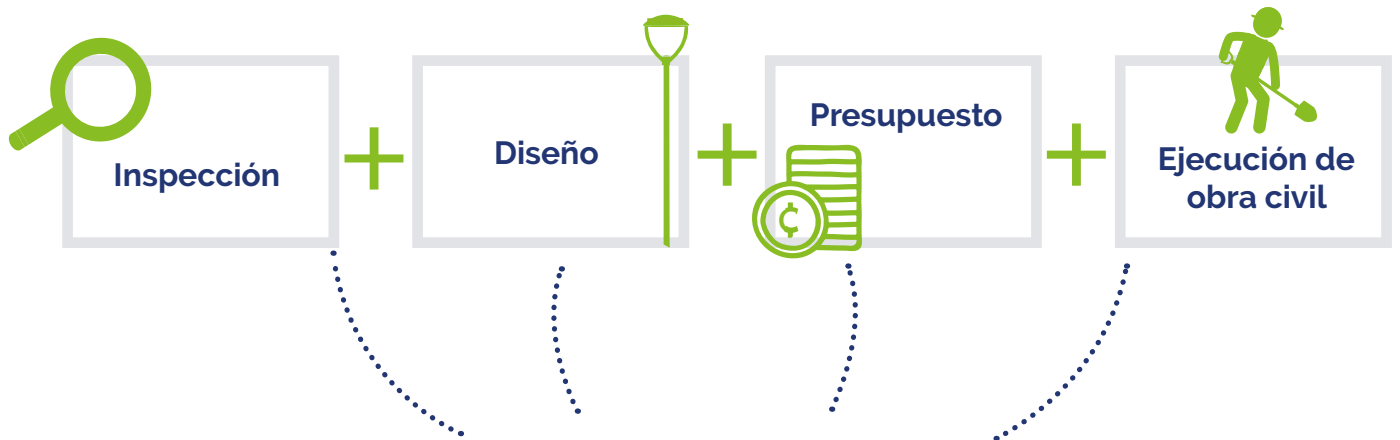 Inspección
Diseño
Presupuesto
Ejecución de
obra civil